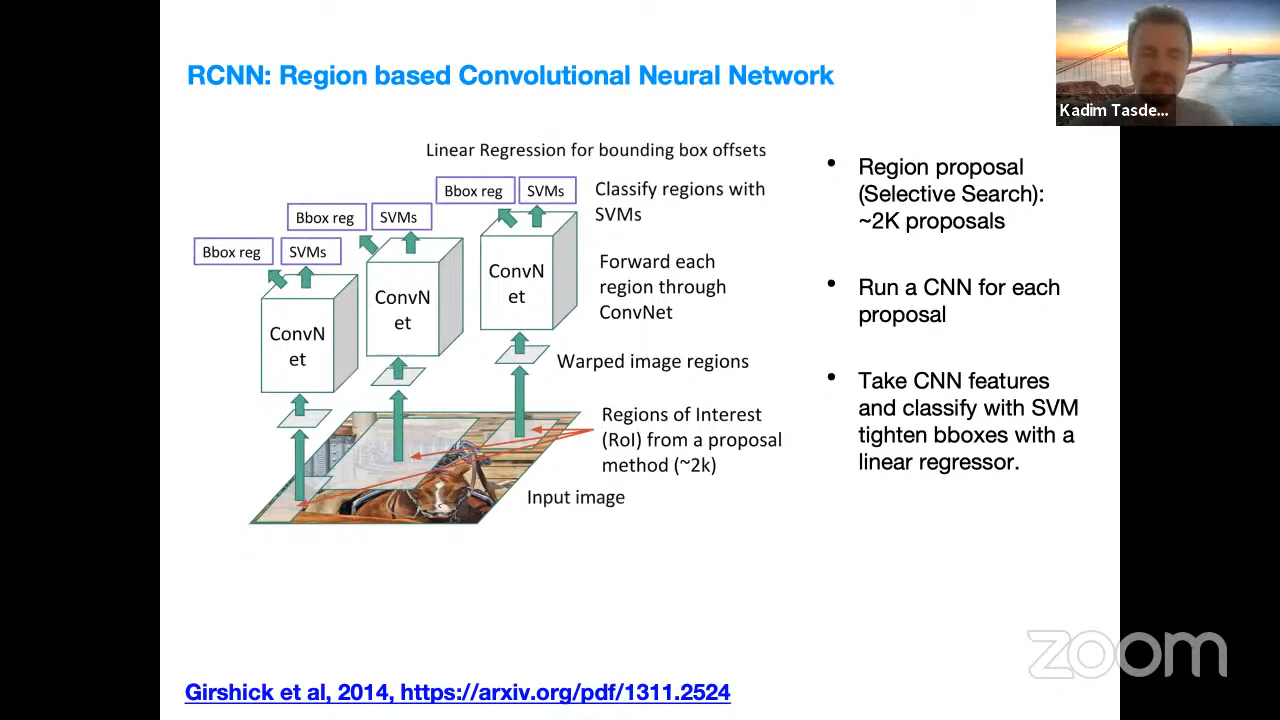 RCNN: Region based Convolutional Neural Network
Kadim Tasde...
Linear Regression for bounding box offsets
Bbox reg
SVMs
Classify regions with
SVMs
Bbox reg
SVMs
Bbox reg
SVMs
ConvN
et
ConvN
et
ConvN
et
Forward each
region through
ConvNet
Warped image regions
Regions of Interest
(RoI) from a proposal
method (~2k)
Input image
• Region proposal
(Selective Search):
~2K proposals
• Run a CNN for each
proposal
• Take CNN features
and classify with SVM
tighten bboxes with a
linear regressor.
zoom
Girshick et al, 2014, https://arxiv.org/pdf/1311.2524